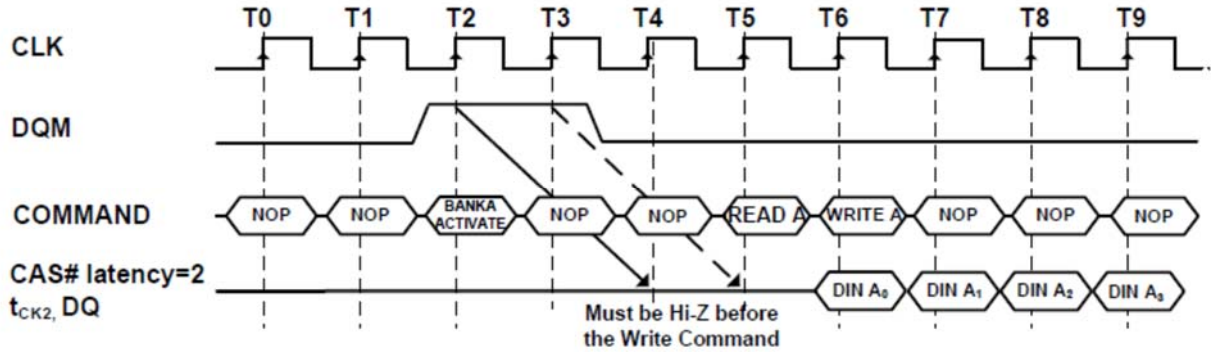 T0 T1 T2 T3 T4 T5 T6 T7 T8 T9
CLK
DQM
COMMAND NOP NOP BANKA ACTIVATE NOP NOP READ A WRITE A NOP NOP NOP
CAS# latency=2
tCK2, DQ DIN A0 DIN A1 DIN A2 DIN A3
Must be Hi-Z before
the Write Command